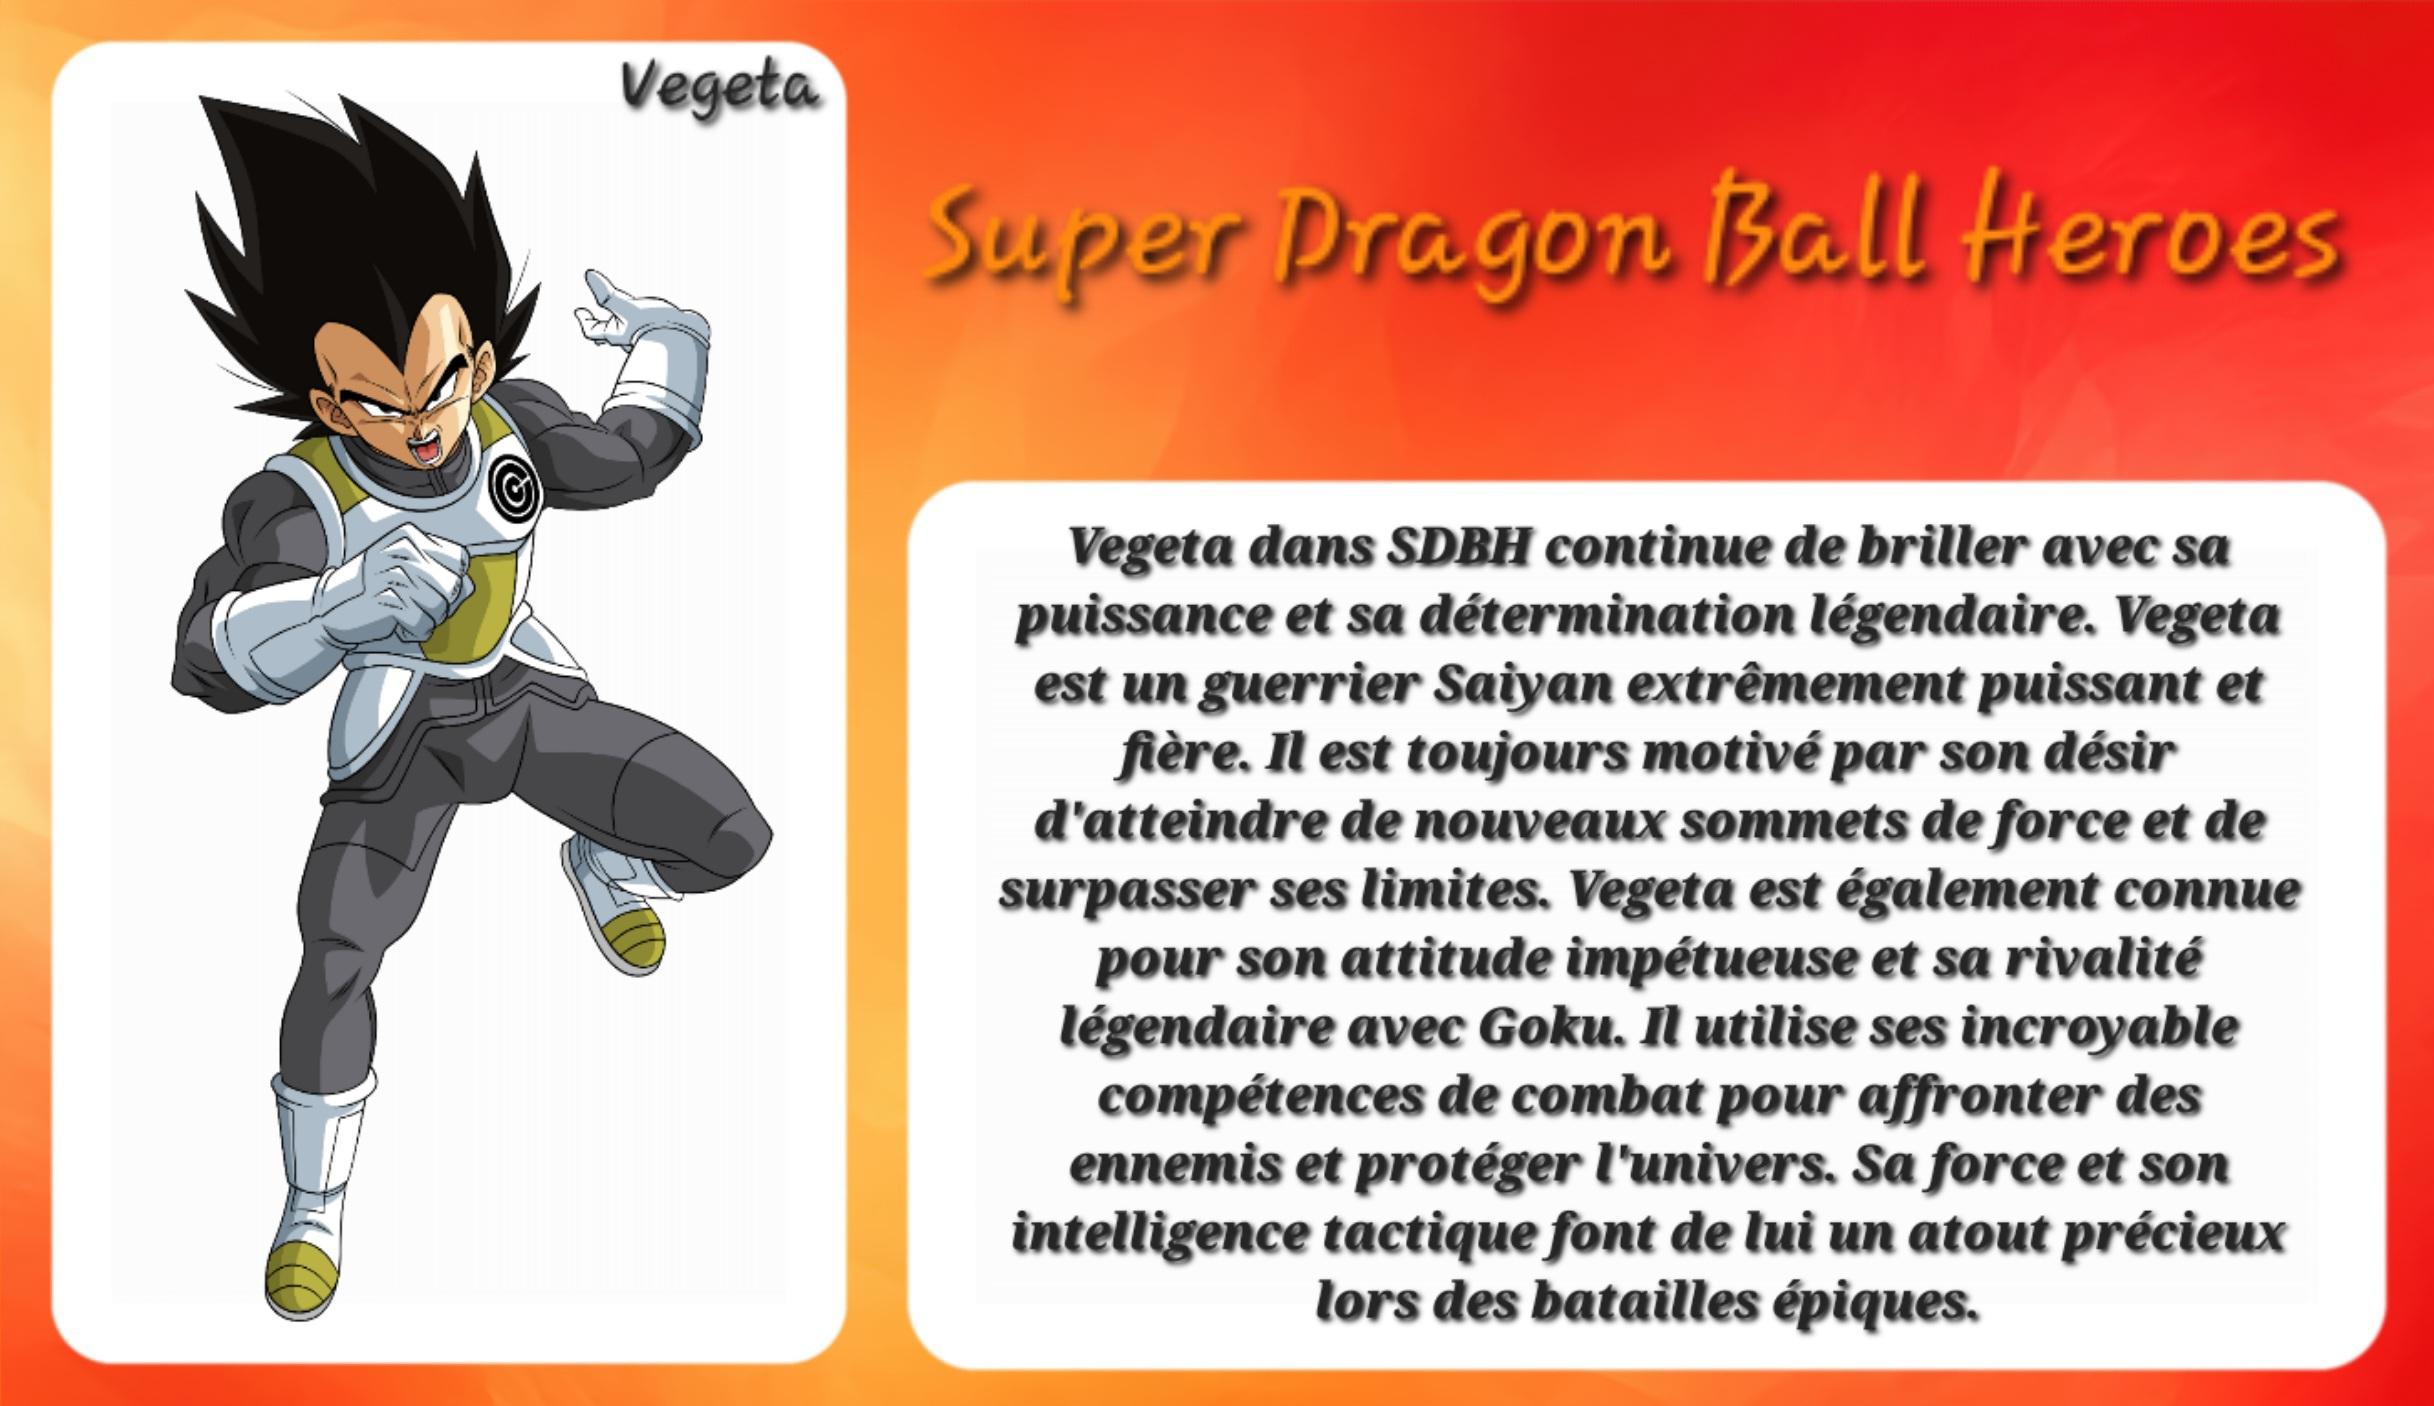 Vegeta
Super Dragon Ball Heroes
Vegeta dans SDBH continue de briller avec sa
puissance et sa détermination légendaire. Vegeta
est un guerrier Saiyan extrêmement puissant et
fière. Il est toujours motivé par son désir
d'atteindre de nouveaux sommets de force et de
surpasser ses limites. Vegeta est également connue
pour son attitude impétueuse et sa rivalité
légendaire avec Goku. Il utilise ses incroyable
compétences de combat pour affronter des
ennemis et protéger l'univers. Sa force et son
intelligence tactique font de lui un atout précieux
lors des batailles épiques.